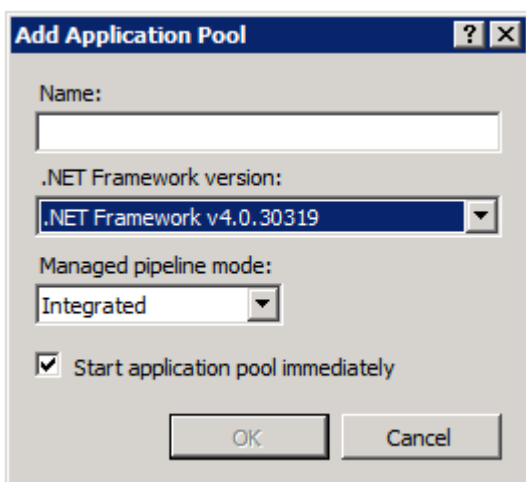 Add Application Pool
?
Name:
.NET Framework version:
.NET Framework v4.0.30319
Managed pipeline mode:
Integrated
Start application pool immediately
OK Cancel